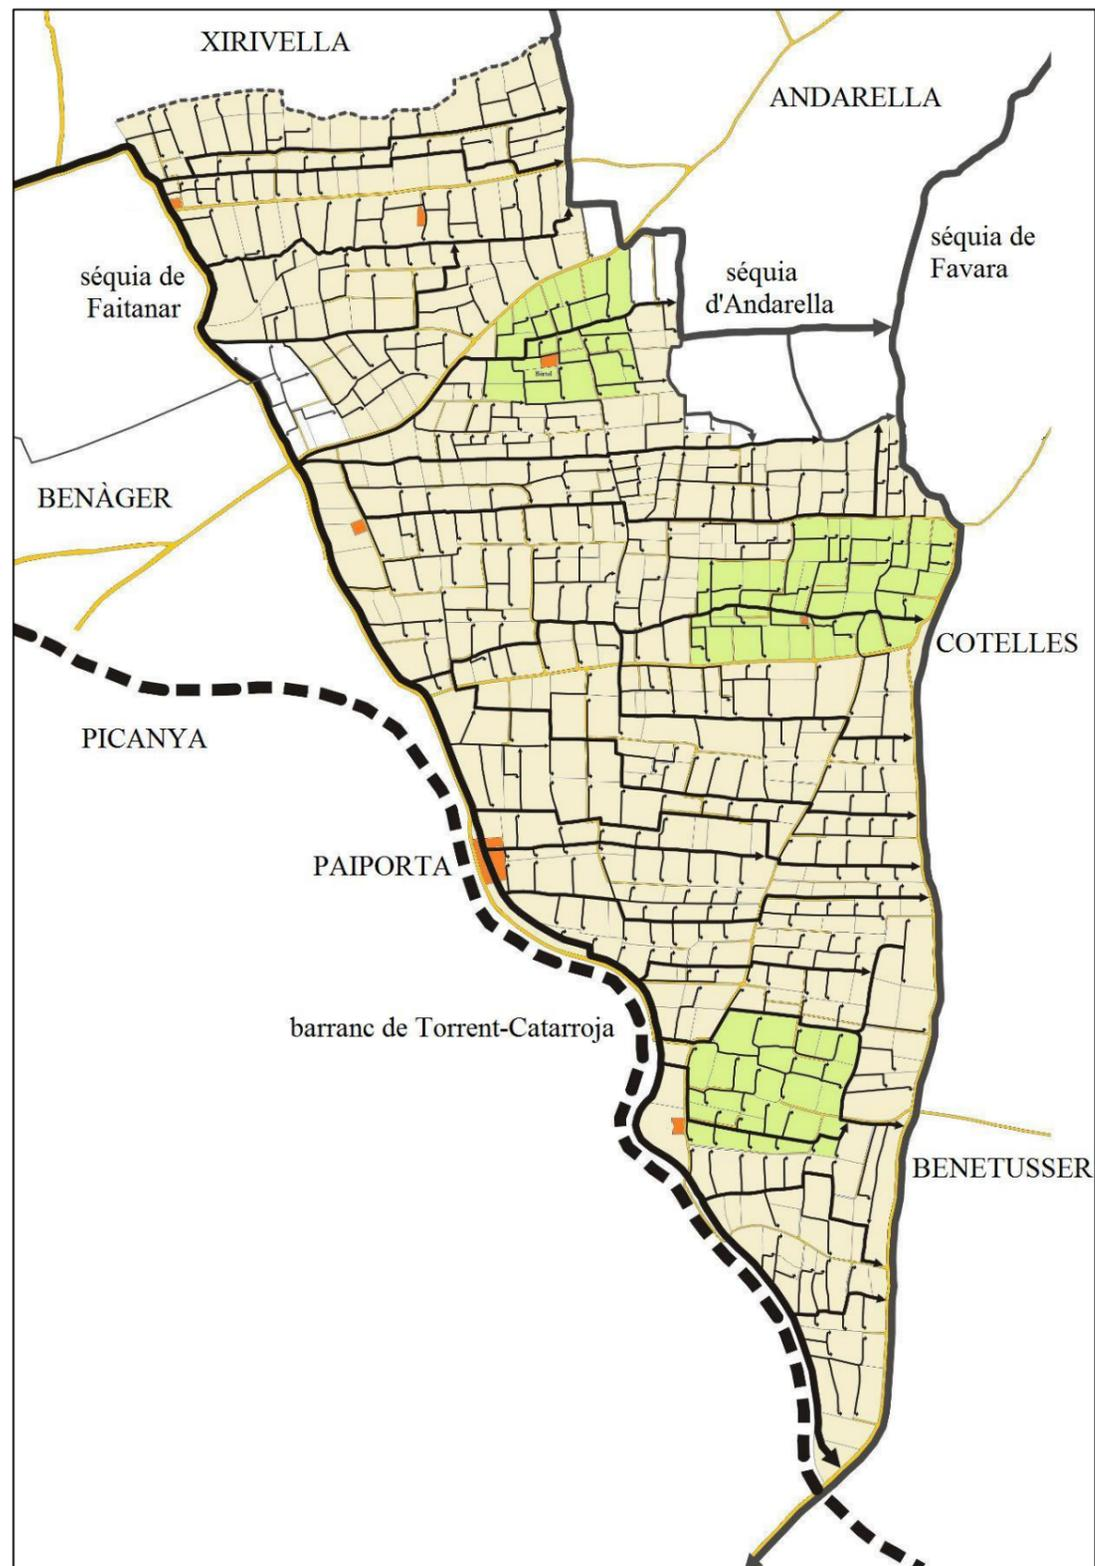 XIRIVELLA
ANDARELLA
séquia de
Favara
séquia de
Faitanar
séquia
d'Andarella
BENÀGER
COTELLES
PICANYA
PAIPORTA
barranc de Torrent-Catarroja
BENETUSSER